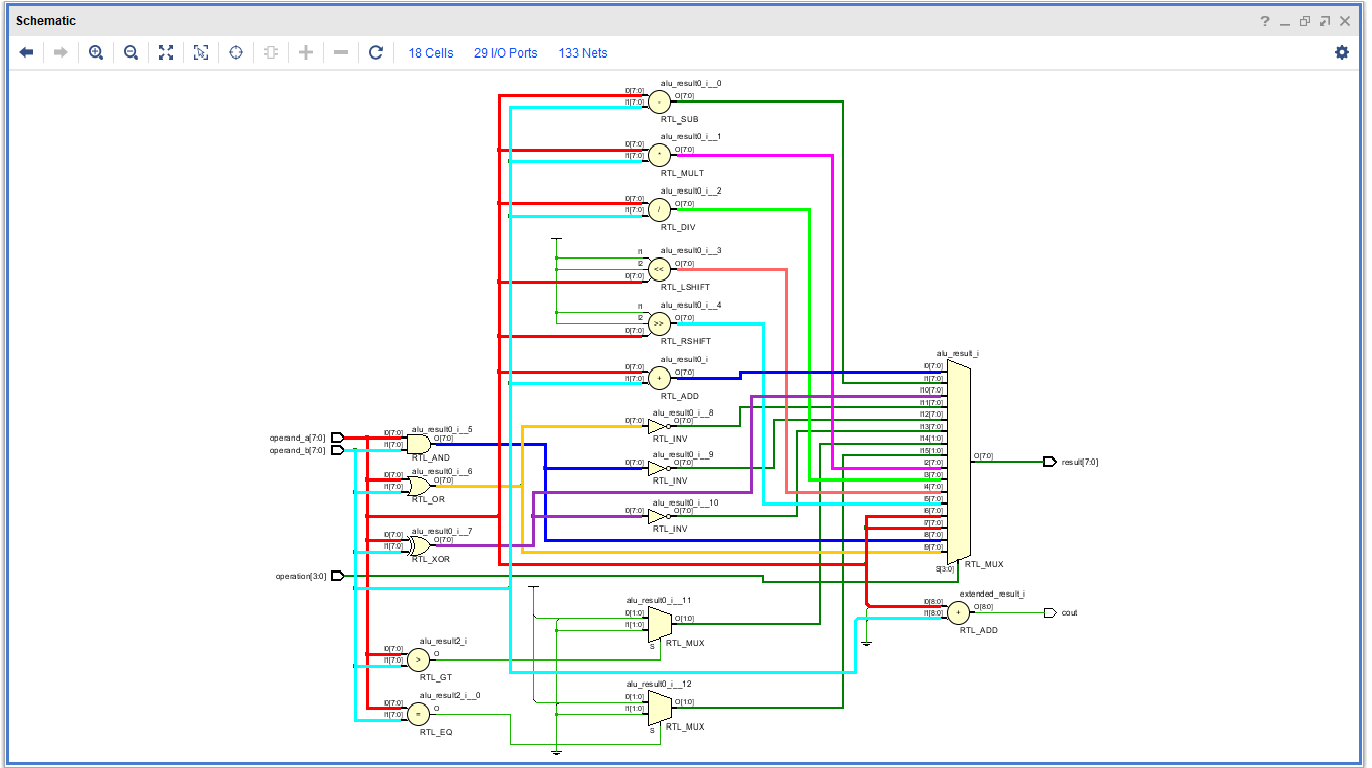 Schematic
18 Cells 29 I/O Ports 133 Nets
alu_result0_i__0
I0[7:0] O[7:0]
I1[7:0] -
RTL_SUB
alu_result0_i__1
I0[7:0] O[7:0]
I1[7:0] *
RTL_MULT
alu_result0_i__2
I0[7:0] O[7:0]
I1[7:0] /
RTL_DIV
alu_result0_i__3
I1
I2 << O[7:0]
I0[7:0]
RTL_LSHIFT
alu_result0_i__4
I1
I2 >> O[7:0]
I0[7:0]
RTL_RSHIFT
alu_result0_i
I0[7:0] O[7:0]
I1[7:0] +
RTL_ADD
alu_result0_i__8
I0[7:0] O[7:0]
RTL_INV
alu_result0_i__9
I0[7:0] O[7:0]
RTL_INV
alu_result0_i__10
I0[7:0] O[7:0]
RTL_INV
operand_a[7:0]
operand_b[7:0]
operation[3:0]
alu_result0_i__5
I0[7:0] O[7:0]
I1[7:0]
RTL_AND
alu_result0_i__6
I0[7:0] O[7:0]
I1[7:0]
RTL_OR
alu_result0_i__7
I0[7:0] O[7:0]
I1[7:0]
RTL_XOR
alu_result2_i
I0[7:0] O
I1[7:0] >
RTL_GT
alu_result2_i__0
I0[7:0] O
I1[7:0] =
RTL_EQ
alu_result0_i__11
I0[1:0] O[1:0]
I1[1:0]
S
RTL_MUX
alu_result0_i__12
I0[1:0] O[1:0]
I1[1:0]
S
RTL_MUX
alu_result_i
I0[7:0]
I1[7:0]
I10[7:0]
I11[7:0]
I12[7:0]
I13[7:0]
I14[1:0]
I15[1:0]
I2[7:0]
I3[7:0]
I4[7:0]
I5[7:0]
I6[7:0]
I7[7:0]
I8[7:0]
I9[7:0]
S[3:0]
O[7:0]
RTL_MUX
result[7:0]
extended_result_i
I0[8:0] O[8:0]
I1[8:0] +
RTL_ADD
cout